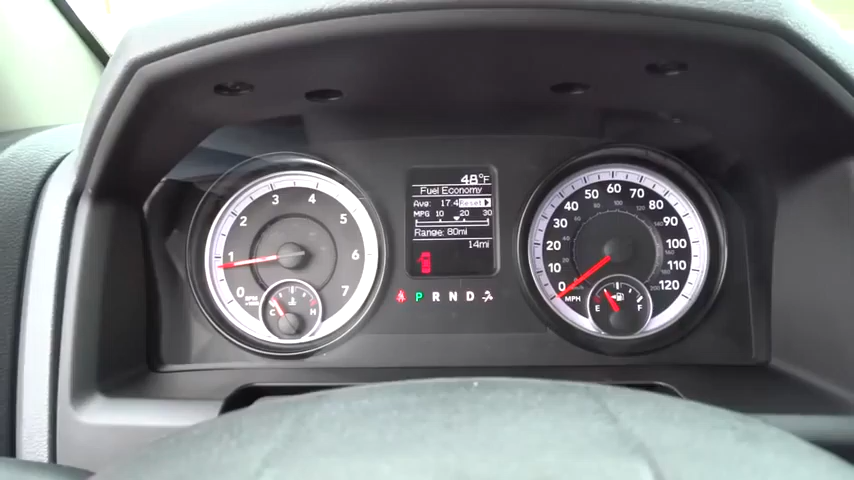 48°F
Fuel Economy
Avg: 17.4 Reset
MPG 10 20 30
Range: 80mi
14mi
0 1 2 3 4 5 6 7
RPM
C H
P R N D
0 10 20 30 40 50 60 70 80 90 100 110 120
MPH
E F